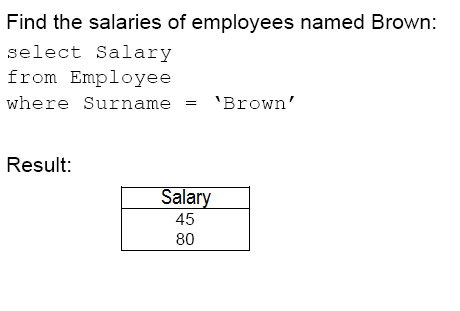 Find the salaries of employees named Brown:
select Salary
from Employee
where Surname = ‘Brown’
Result:
Salary
45
80